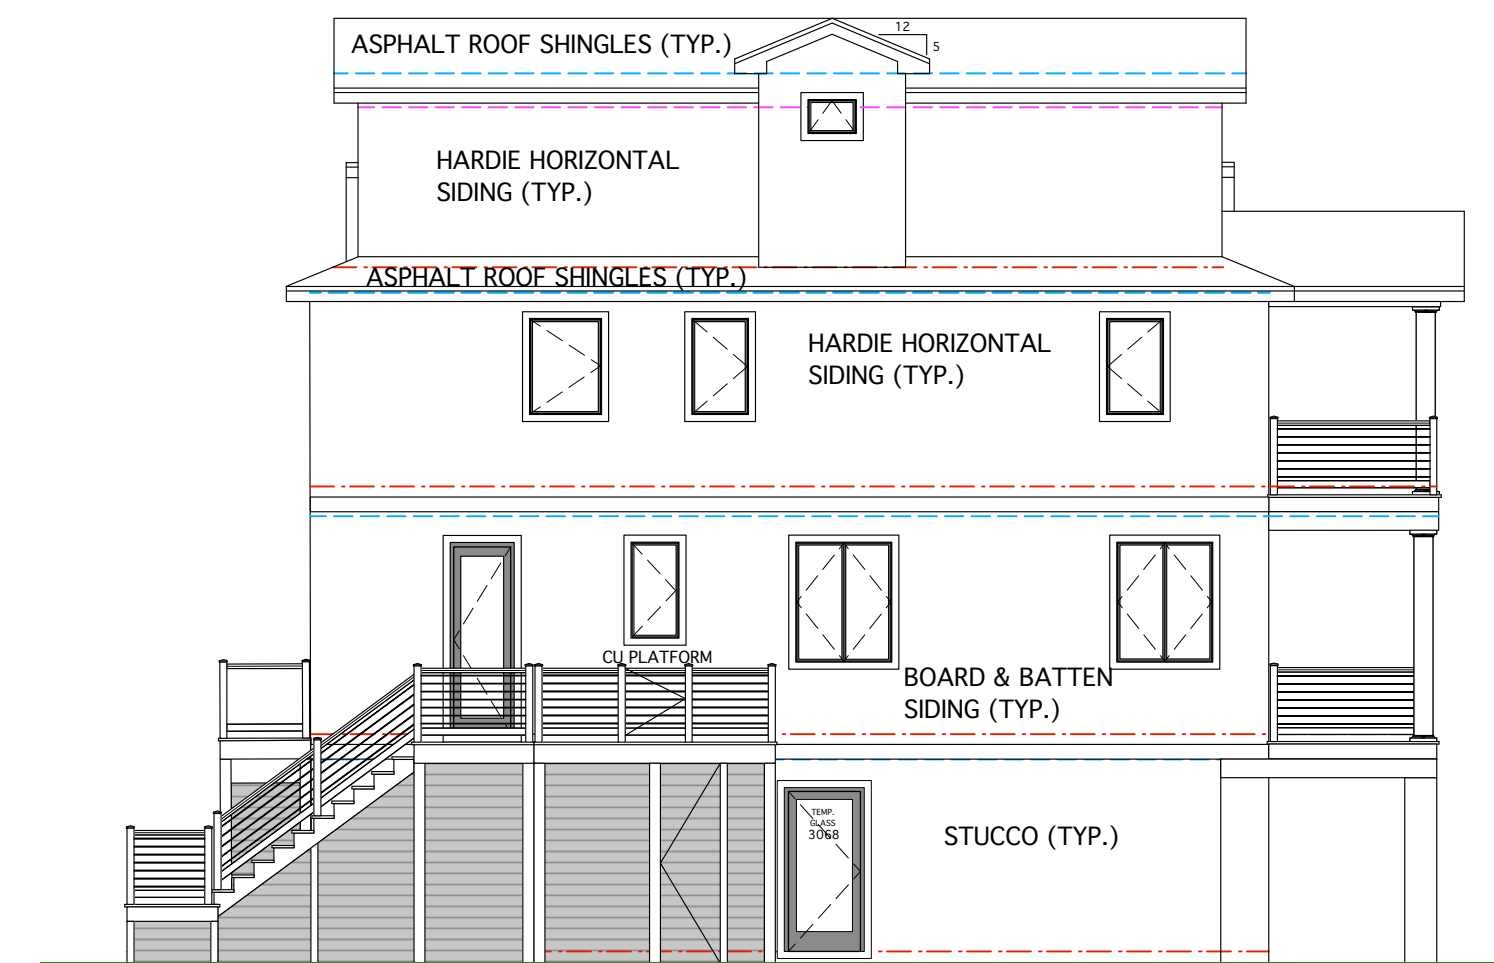 ASPHALT ROOF SHINGLES (TYP.)
12
5
HARDIE HORIZONTAL
SIDING (TYP.)
ASPHALT ROOF SHINGLES (TYP.)
HARDIE HORIZONTAL
SIDING (TYP.)
CU PLATFORM
BOARD & BATTEN
SIDING (TYP.)
TEMP.
GLASS
3068
STUCCO (TYP.)